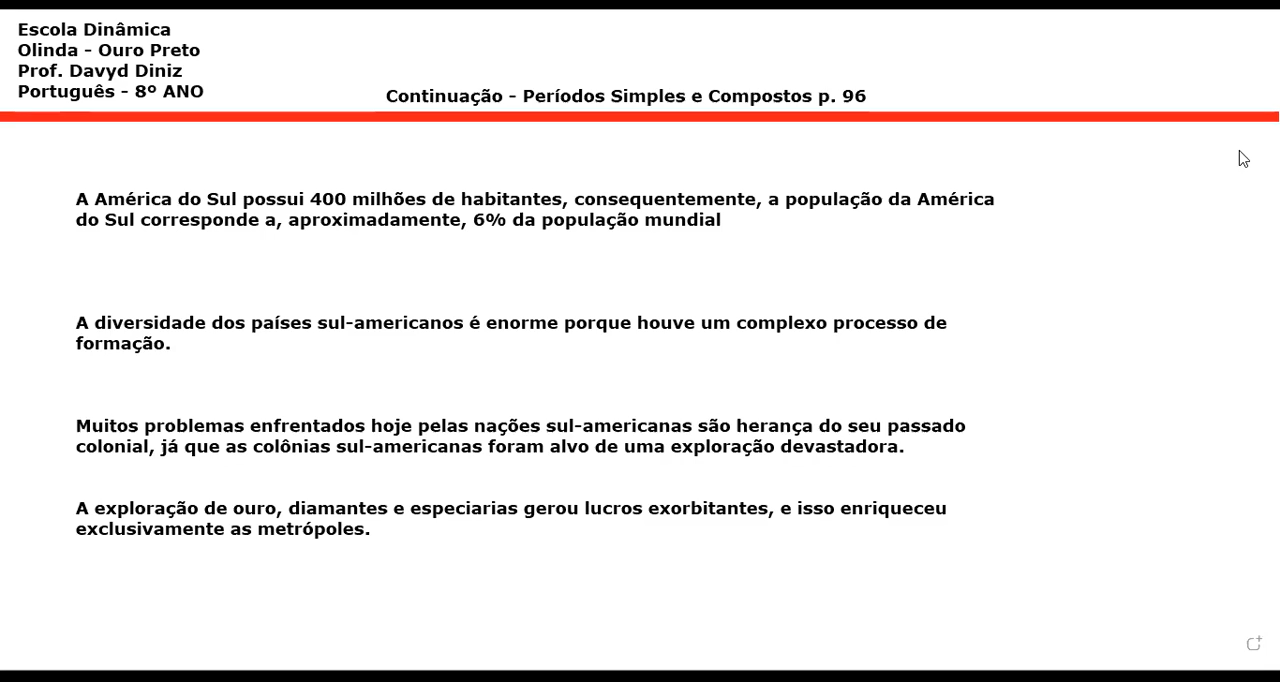 Escola Dinâmica
Olinda - Ouro Preto
Prof. Davyd Diniz
Português - 8º ANO
Continuação - Períodos Simples e Compostos p. 96
A América do Sul possui 400 milhões de habitantes, consequentemente, a população da América
do Sul corresponde a, aproximadamente, 6% da população mundial
A diversidade dos países sul-americanos é enorme porque houve um complexo processo de
formação.
Muitos problemas enfrentados hoje pelas nações sul-americanas são herança do seu passado
colonial, já que as colônias sul-americanas foram alvo de uma exploração devastadora.
A exploração de ouro, diamantes e especiarias gerou lucros exorbitantes, e isso enriqueceu
exclusivamente as metrópoles.